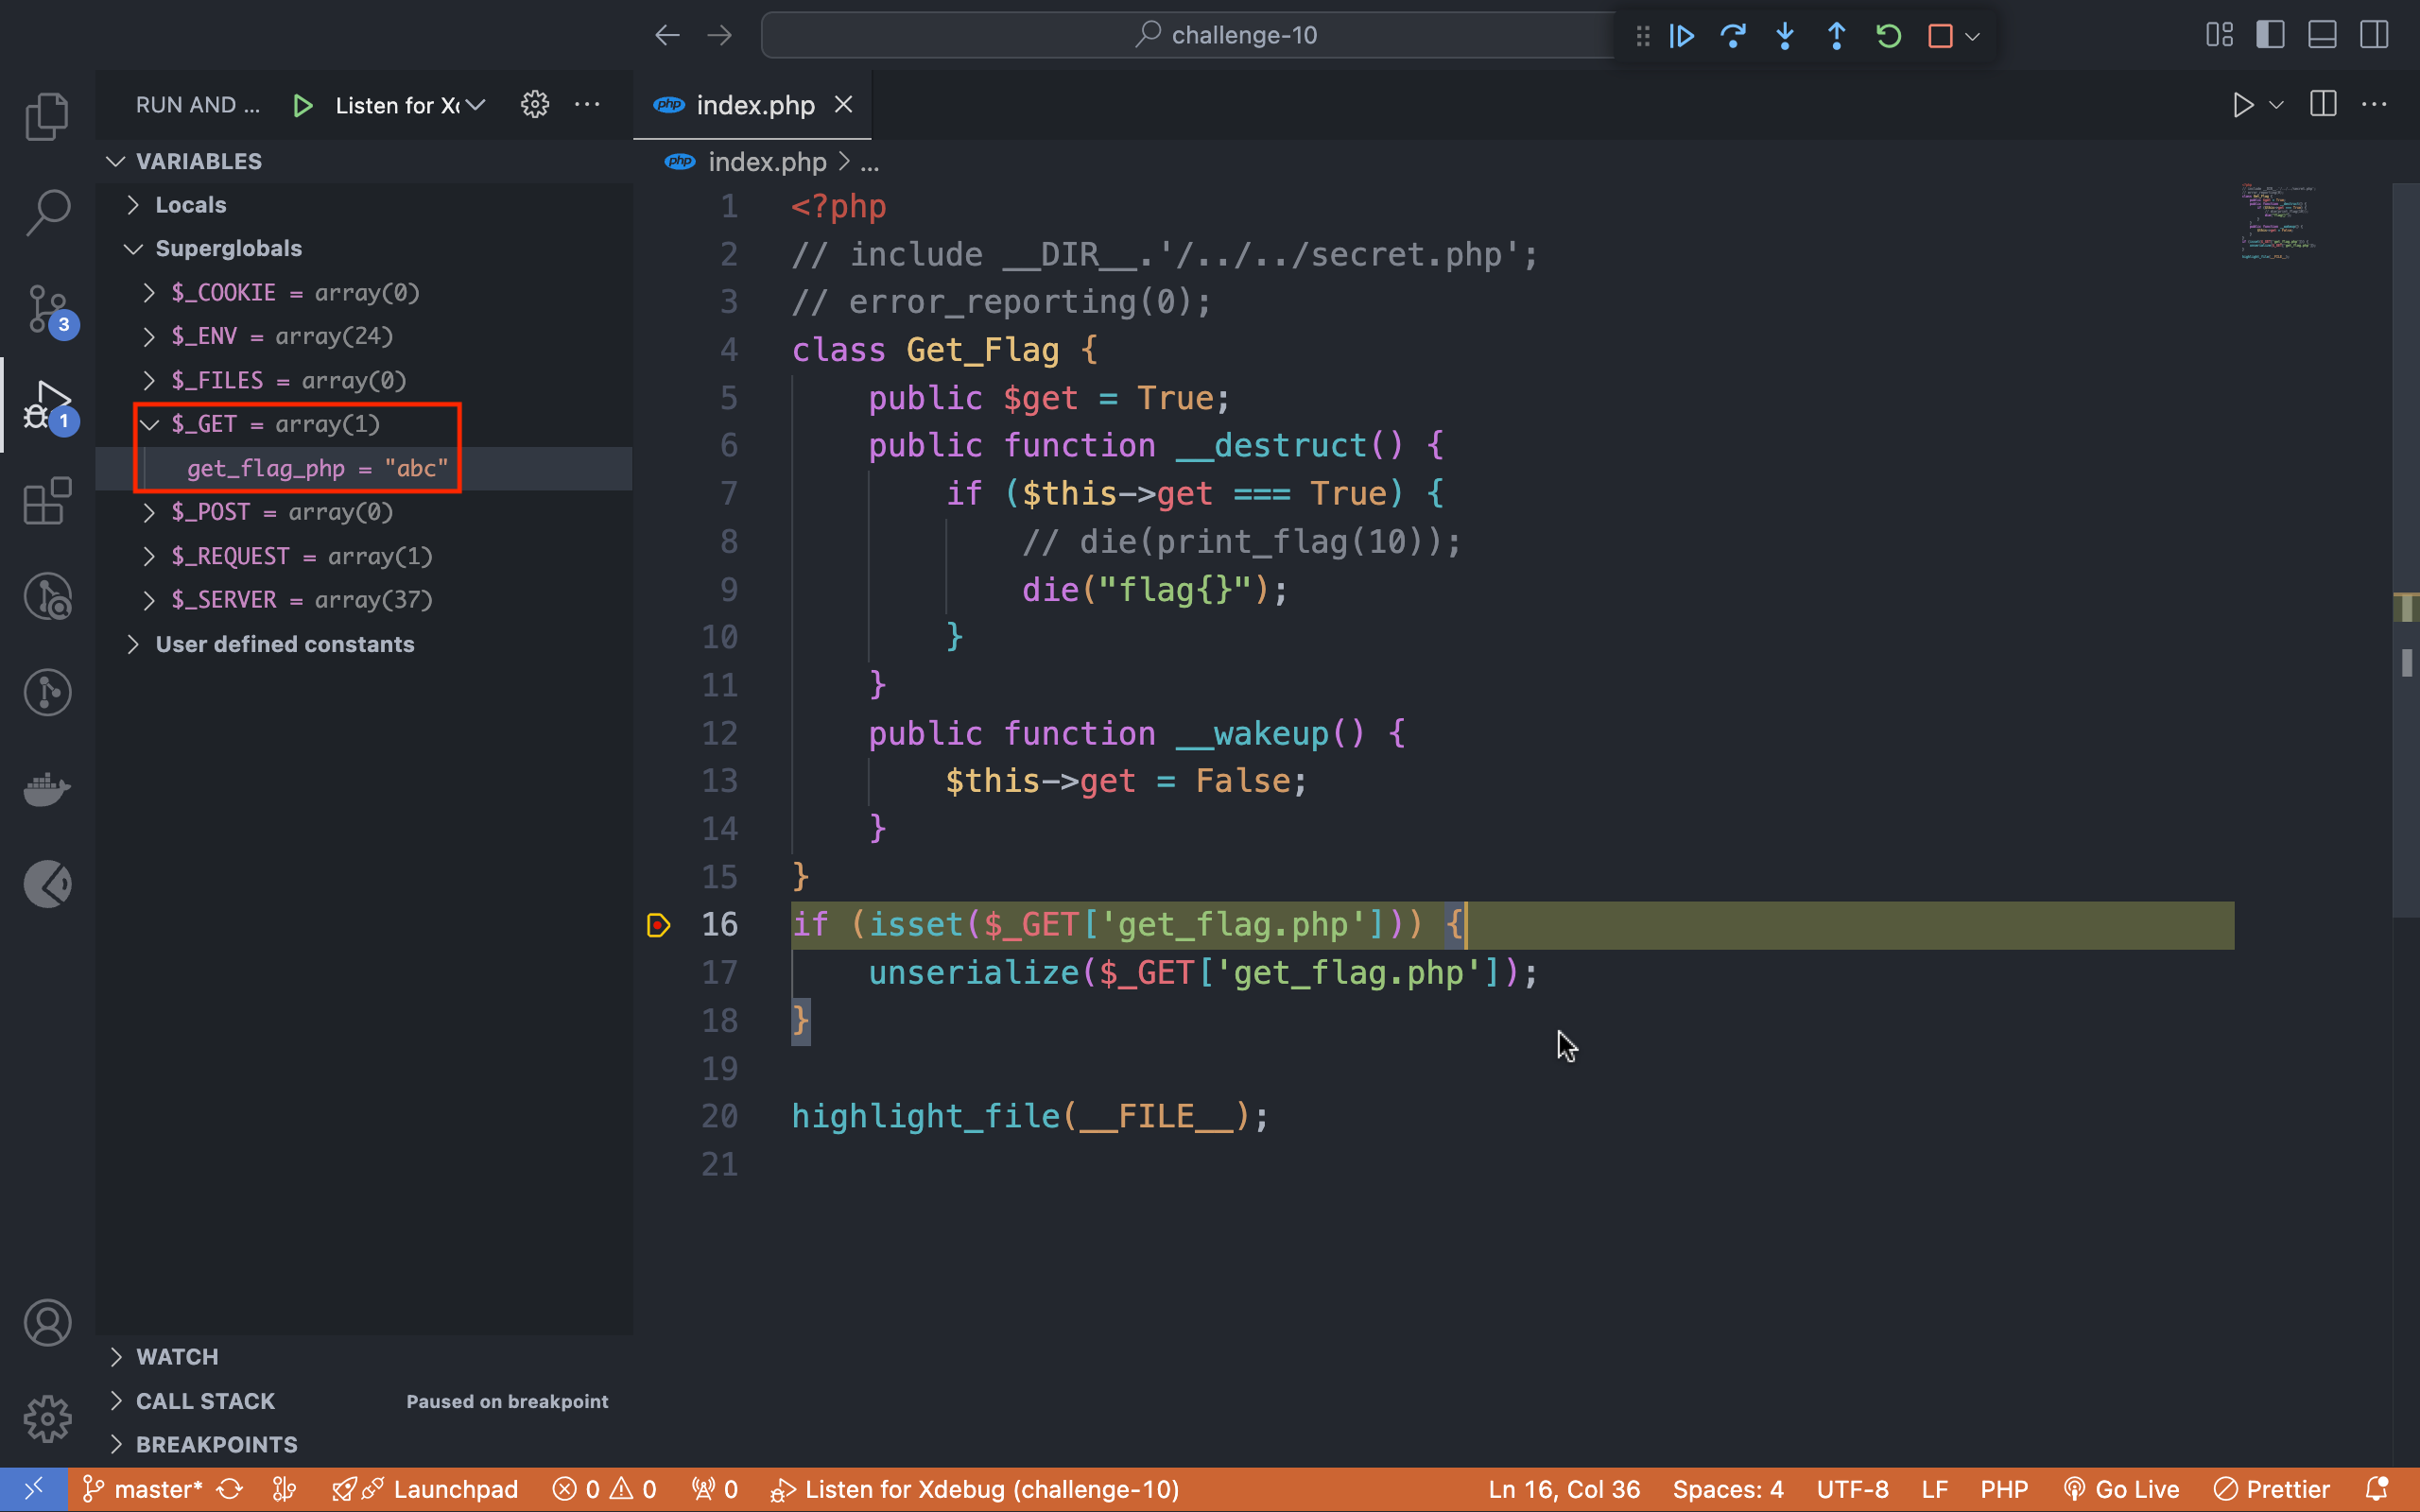 challenge-10
RUN AND ...
Listen for Xd
index.php
VARIABLES
index.php > ...
Locals
Superglobals
$_COOKIE = array(0)
$_ENV = array(24)
$_FILES = array(0)
$_GET = array(1)
get_flag_php = "abc"
$_POST = array(0)
$_REQUEST = array(1)
$_SERVER = array(37)
User defined constants
3
1
1 <?php
2 // include __DIR__.'/../../secret.php';
3 // error_reporting(0);
4 class Get_Flag {
5     public $get = True;
6     public function __destruct() {
7         if ($this->get === True) {
8             // die(print_flag(10));
9             die("flag{}");
10         }
11     }
12     public function __wakeup() {
13         $this->get = False;
14     }
15 }
16 if (isset($_GET['get_flag.php'])) {
17     unserialize($_GET['get_flag.php']);
18 }
19
20 highlight_file(__FILE__);
21
WATCH
CALL STACK Paused on breakpoint
BREAKPOINTS
master* Launchpad 0 0 0 Listen for Xdebug (challenge-10) Ln 16, Col 36 Spaces: 4 UTF-8 LF PHP Go Live Prettier